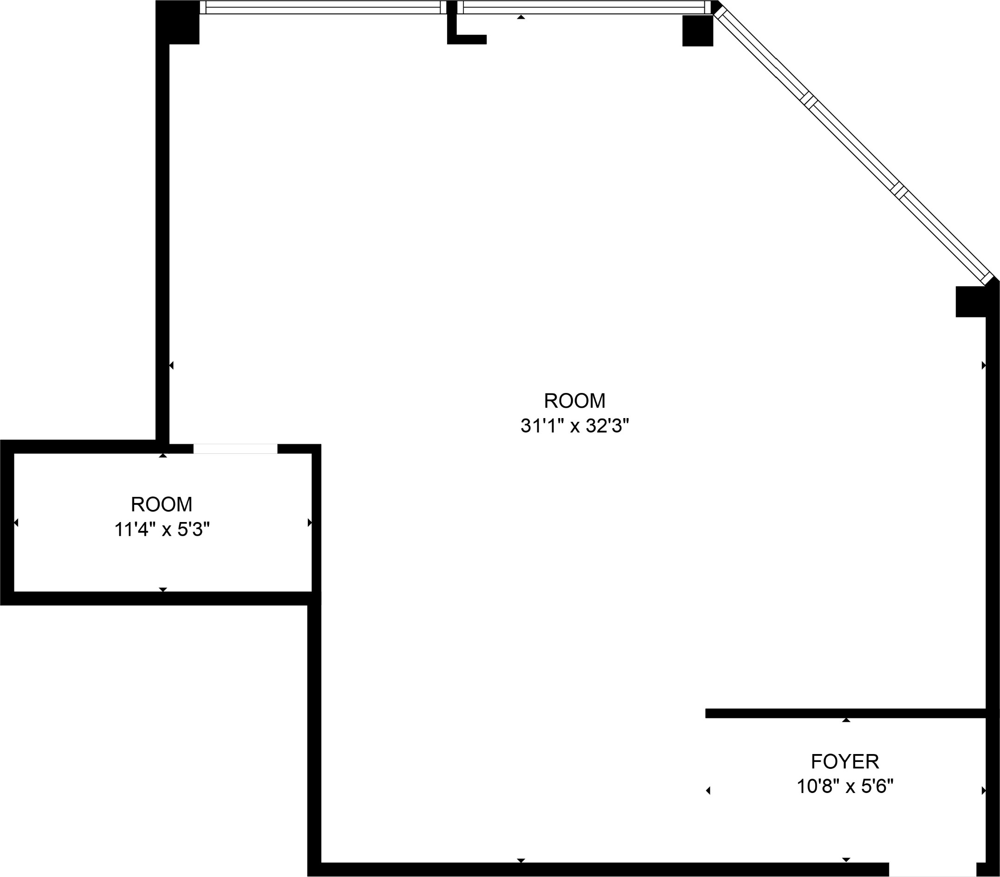 ROOM
31'1" x 32'3"
ROOM
11'4" x 5'3"
FOYER
10'8" x 5'6"